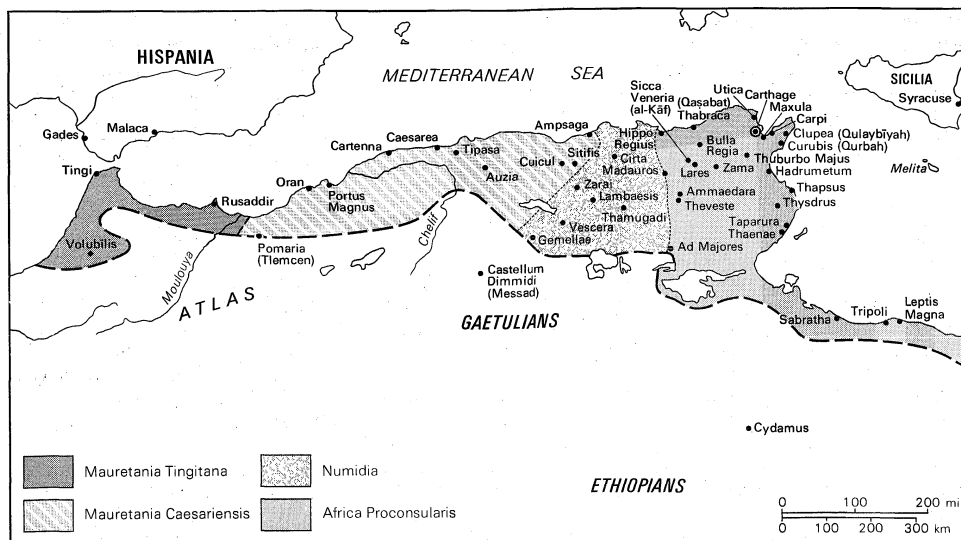 HISPANIA
MEDITERRANEAN SEA
SICILIA
Syracuse
Gades
Malaca
Tingi
Rusaddir
Volubilis
Moulouya
ATLAS
Oran
Portus
Magnus
Pomaria
(Tlemcen)
Cartenna
Caesarea
Tipasa
Auzia
Chelif
Castellum
Dimmidi
(Messad)
GAETULIANS
Ampsaga
Cuicul
Sitifis
Zarai
Lambaesis
Thamugadi
Vescera
Gemellae
Hippo
Regius
Cirta
Madauros
Sicca
Veneria
(al-Kāf)
(Qaṣabat)
Thabraca
Bulla
Regia
Lares
Zama
Ammaedara
Theveste
Ad Majores
Utica
Carthage
Maxula
Carpi
Clupea (Qulaybīyah)
Curubis (Qurbah)
Thuburbo Majus
Hadrumetum
Thapsus
Thysdrus
Taparura
Thaenae
Melita
Sabratha
Tripoli
Leptis
Magna
Cydamus
ETHIOPIANS
Mauretania Tingitana
Mauretania Caesariensis
Numidia
Africa Proconsularis
0 100 200 mi
0 100 200 300 km